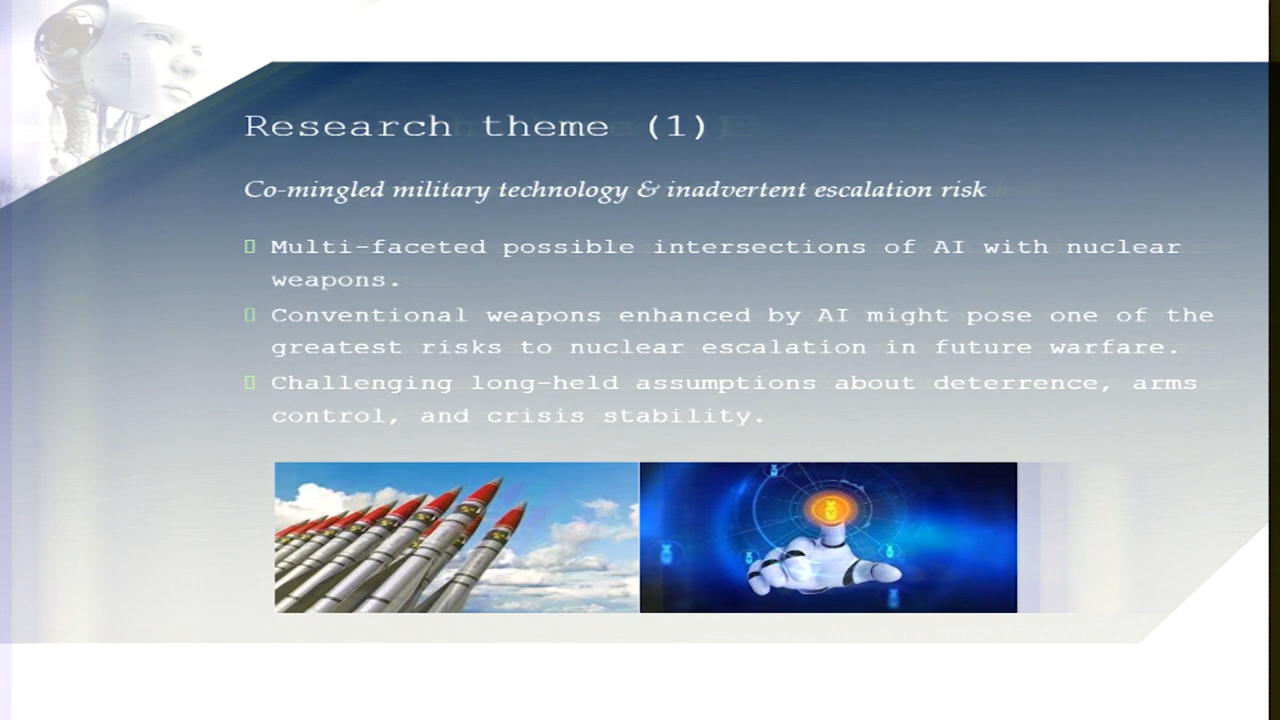 Research theme (1)
Co-mingled military technology & inadvertent escalation risk
Multi-faceted possible intersections of AI with nuclear
weapons.
Conventional weapons enhanced by AI might pose one of the
greatest risks to nuclear escalation in future warfare.
Challenging long-held assumptions about deterrence, arms
control, and crisis stability.